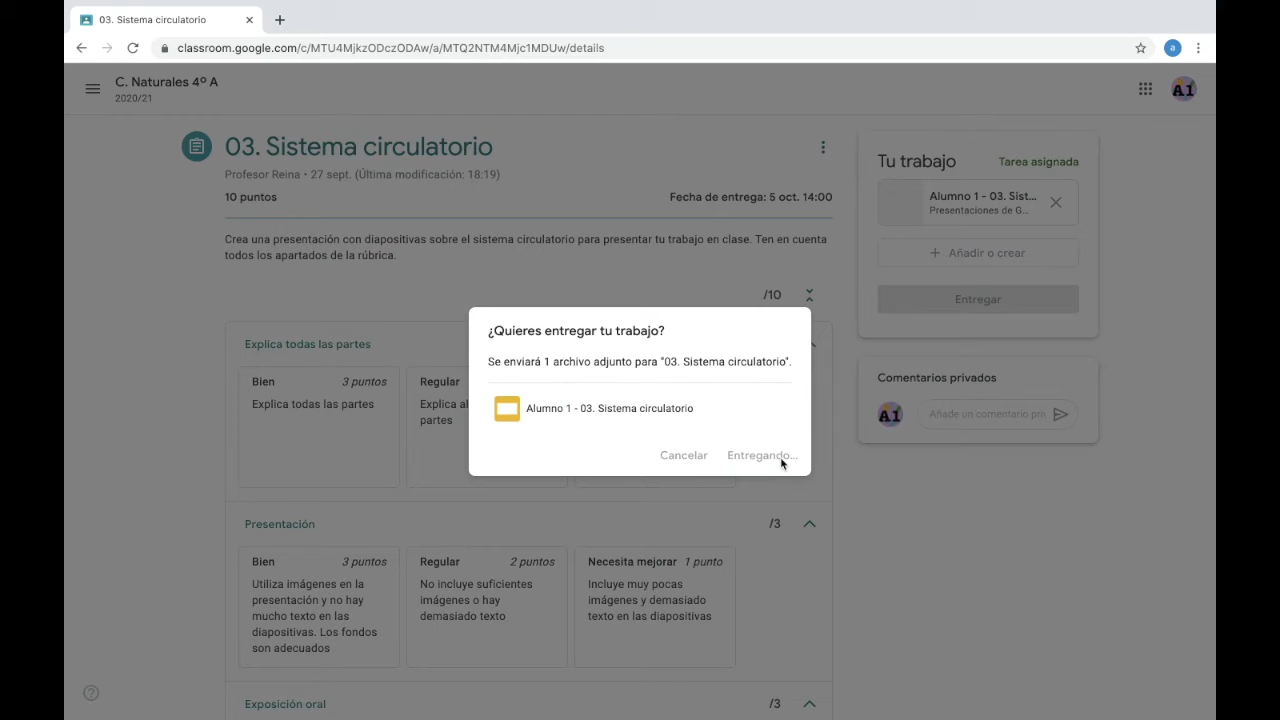 03. Sistema circulatorio
classroom.google.com/c/MTU4MjkzODczODAw/a/MTQ2NTM4Mjc1MDUw/details
a
C. Naturales 4º A
2020/21
A1
03. Sistema circulatorio
Profesor Reina • 27 sept. (Última modificación: 18:19)
10 puntos
Fecha de entrega: 5 oct. 14:00
Crea una presentación con diapositivas sobre el sistema circulatorio para presentar tu trabajo en clase. Ten en cuenta
todos los apartados de la rúbrica.
/10
Explica todas las partes
Bien 3 puntos
Explica todas las partes
Regular
Explica al
partes
Presentación
/3
Bien 3 puntos
Utiliza imágenes en la
presentación y no hay
mucho texto en las
diapositivas. Los fondos
son adecuados
Regular 2 puntos
No incluye suficientes
imágenes o hay
demasiado texto
Necesita mejorar 1 punto
Incluye muy pocas
imágenes y demasiado
texto en las diapositivas
Exposición oral
/3
Tu trabajo
Tarea asignada
Alumno 1 - 03. Sist...
Presentaciones de G...
+ Añadir o crear
Entregar
Comentarios privados
A1
Añade un comentario pri
¿Quieres entregar tu trabajo?
Se enviará 1 archivo adjunto para "03. Sistema circulatorio".
Alumno 1 - 03. Sistema circulatorio
Cancelar
Entregando...